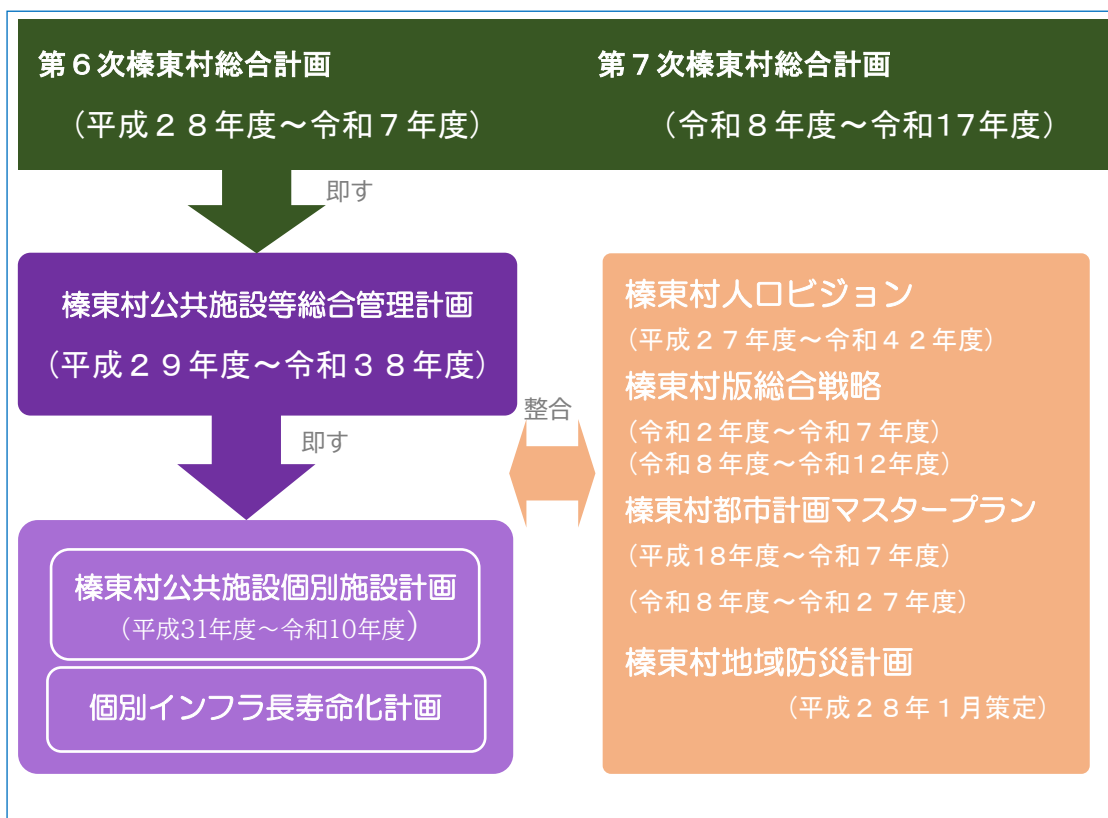 第６次榛東村総合計画
（平成２８年度～令和７年度）
第７次榛東村総合計画
（令和８年度～令和17年度）
即す
榛東村公共施設等総合管理計画
（平成２９年度～令和３８年度）
即す
榛東村公共施設個別施設計画
（平成31年度～令和10年度）
個別インフラ長寿命化計画
整合
榛東村人口ビジョン
（平成２７年度～令和４２年度）
榛東村版総合戦略
（令和２年度～令和７年度）
（令和８年度～令和12年度）
榛東村都市計画マスタープラン
（平成18年度～令和７年度）
（令和８年度～令和２７年度）
榛東村地域防災計画
（平成２８年１月策定）